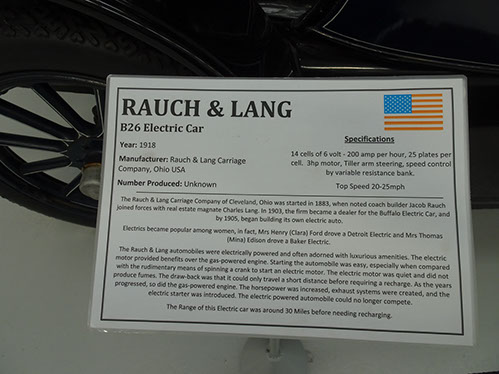 RAUCH & LANG
B26 Electric Car
Year: 1918
Manufacturer: Rauch & Lang Carriage
Company, Ohio USA
Number Produced: Unknown
Specifications
14 cells of 6 volt - 200 amp per hour, 25 plates per
cell. 3hp motor, Tiller arm steering, speed control
by variable resistance.
Top Speed 20-25mph
The Rauch & Lang Carriage Company of Cleveland, Ohio was started in 1883, when noted coach builder Jacob Rauch
joined forces with real estate magnate Charles Lang. In 1903, the firm became a dealer for the Buffalo Electric Car, and
by 1905, began building its own electric auto.
Electrics became popular among women, in fact, Mrs Henry (Clara) Ford drove a Detroit Electric and Mrs Thomas
(Mina) Edison drove a Baker Electric.
The Rauch & Lang automobiles were electrically powered and often adorned with luxurious amenities. The electric
motor provided benefits over the gas-powered engine. Starting the automobile was easy, especially when compared
with the rudimentary means of spinning a crank to start an electric motor. The electric motor was quiet and did not
produce fumes. The draw-back was that it could only travel a short distance before requiring a recharge. As the years
progressed, so did the gas-powered engine. The horsepower was increased, exhaust systems were created, and the
electric starter was introduced. The electric powered automobile could no longer compete.
The Range of this Electric car was around 30 Miles before needing recharging.